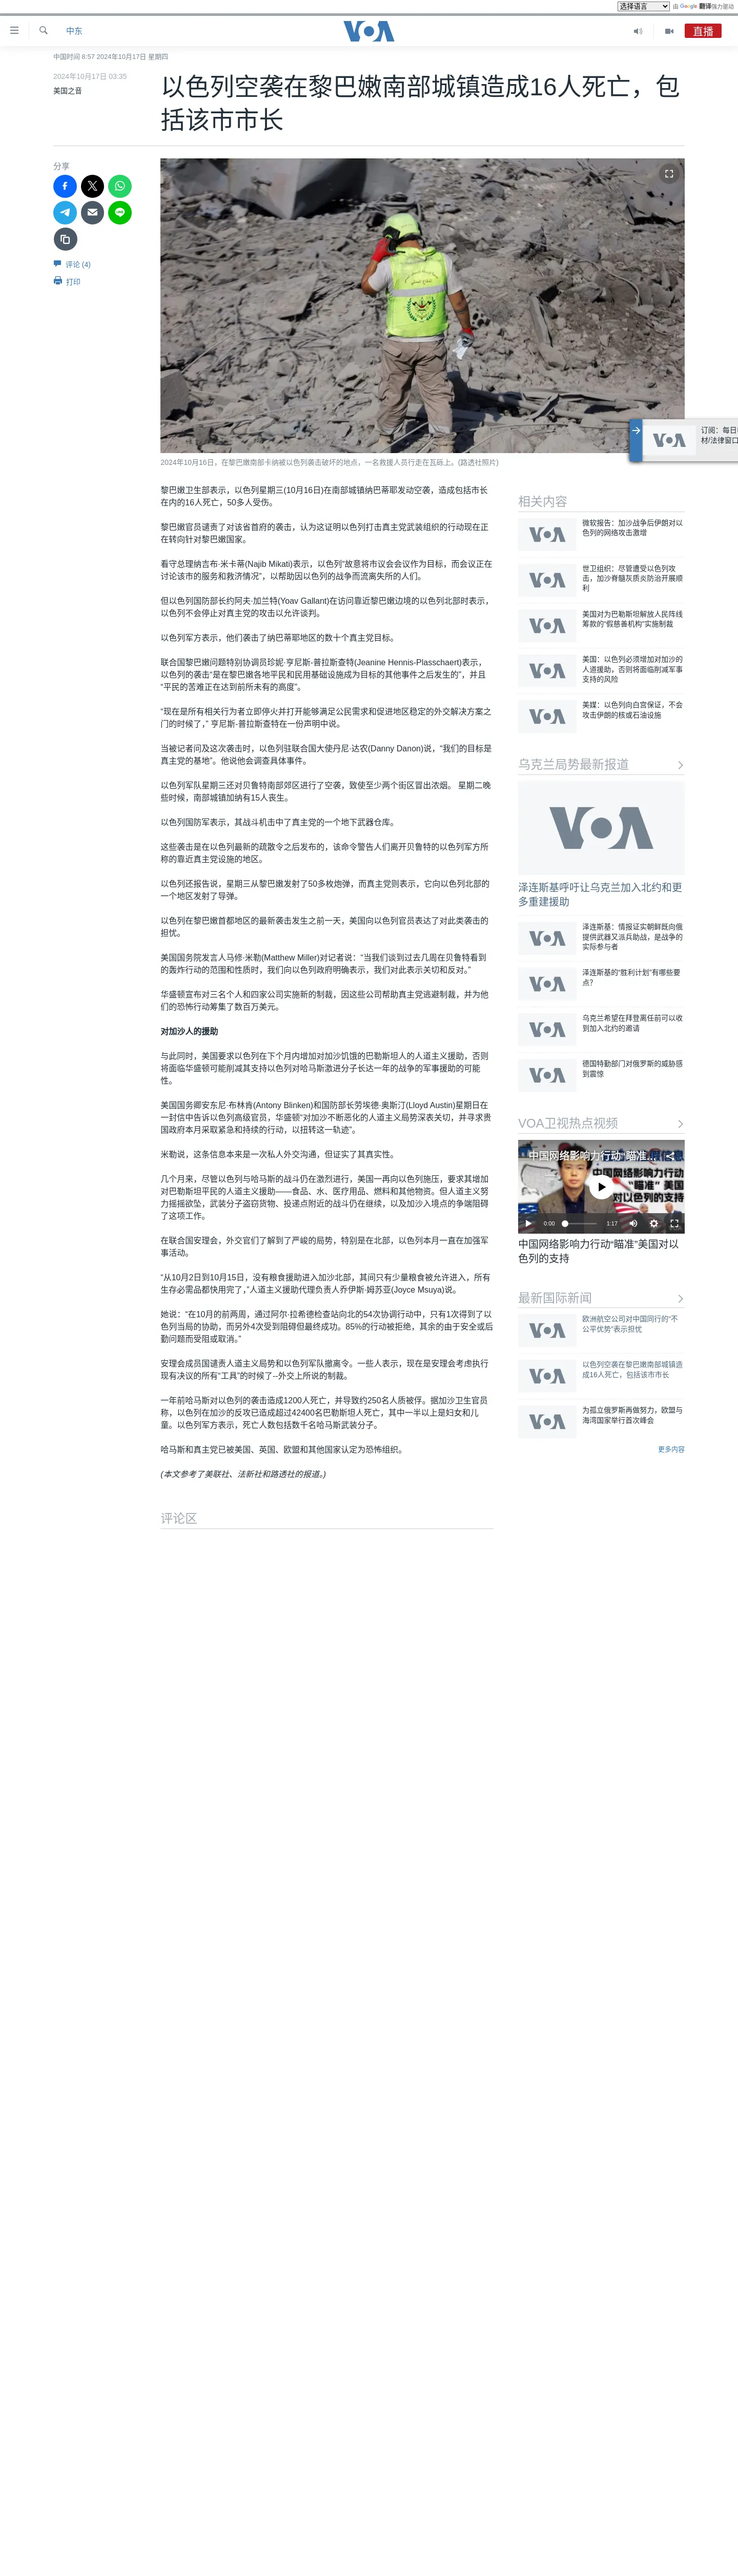 选择语言 由 Google 翻译强力驱动
中东
VOA
直播
中国时间 8:57 2024年10月17日 星期四
2024年10月17日 03:35
美国之音
以色列空袭在黎巴嫩南部城镇造成16人死亡，包
括该市市长
分享
评论 (4)
打印
2024年10月16日，在黎巴嫩南部卡纳被以色列袭击破坏的地点，一名救援人员行走在瓦砾上。(路透社照片)
订阅：每日
材/法律窗口
黎巴嫩卫生部表示，以色列星期三(10月16日)在南部城镇纳巴蒂耶发动空袭，造成包括市长
在内的16人死亡，50多人受伤。
黎巴嫩官员谴责了对该省首府的袭击，认为这证明以色列打击真主党武装组织的行动现在正
在转向针对黎巴嫩国家。
看守总理纳吉布·米卡蒂(Najib Mikati)表示，以色列“故意将市议会会议作为目标，而会议正在
讨论该市的服务和救济情况”，以帮助因以色列的战争而流离失所的人们。
但以色列国防部长约阿夫·加兰特(Yoav Gallant)在访问靠近黎巴嫩边境的以色列北部时表示，
以色列不会停止对真主党的攻击以允许谈判。
以色列军方表示，他们袭击了纳巴蒂耶地区的数十个真主党目标。
联合国黎巴嫩问题特别协调员珍妮·亨尼斯-普拉斯查特(Jeanine Hennis-Plasschaert)表示，
以色列的袭击“是在黎巴嫩各地平民和民用基础设施成为目标的其他事件之后发生的”，并且
“平民的苦难正在达到前所未有的高度”。
“现在是所有相关行为者立即停火并打开能够满足公民需求和促进地区稳定的外交解决方案之
门的时候了，” 亨尼斯-普拉斯查特在一份声明中说。
当被记者问及这次袭击时，以色列驻联合国大使丹尼·达农(Danny Danon)说，“我们的目标是
真主党的基地”。他说他会调查具体事件。
以色列军队星期三还对贝鲁特南部郊区进行了空袭，致使至少两个街区冒出浓烟。 星期二晚
些时候，南部城镇加纳有15人丧生。
以色列国防军表示，其战斗机击中了真主党的一个地下武器仓库。
这些袭击是在以色列最新的疏散令之后发布的，该命令警告人们离开贝鲁特的以色列军方所
称的靠近真主党设施的地区。
以色列还报告说，星期三从黎巴嫩发射了50多枚炮弹，而真主党则表示，它向以色列北部的
一个地区发射了导弹。
以色列在黎巴嫩首都地区的最新袭击发生之前一天，美国向以色列官员表达了对此类袭击的
担忧。
美国国务院发言人马修·米勒(Matthew Miller)对记者说：“当我们谈到过去几周在贝鲁特看到
的轰炸行动的范围和性质时，我们向以色列政府明确表示，我们对此表示关切和反对。”
华盛顿宣布对三名个人和四家公司实施新的制裁，因这些公司帮助真主党逃避制裁，并为他
们的恐怖行动筹集了数百万美元。
对加沙人的援助
与此同时，美国要求以色列在下个月内增加对加沙饥饿的巴勒斯坦人的人道主义援助，否则
将面临华盛顿可能削减其支持以色列对哈马斯激进分子长达一年的战争的军事援助的可能
性。
美国国务卿安东尼·布林肯(Antony Blinken)和国防部长劳埃德·奥斯汀(Lloyd Austin)星期日在
一封信中告诉以色列高级官员，华盛顿“对加沙不断恶化的人道主义局势深表关切，并寻求贵
国政府本月采取紧急和持续的行动，以扭转这一轨迹”。
米勒说，这条信息本来是一次私人外交沟通，但证实了其真实性。
几个月来，尽管以色列与哈马斯的战斗仍在激烈进行，美国一再向以色列施压，要求其增加
对巴勒斯坦平民的人道主义援助——食品、水、医疗用品、燃料和其他物资。但人道主义努
力摇摇欲坠，武装分子盗窃货物、投递点附近的战斗仍在继续，以及加沙入境点的争端阻碍
了这项工作。
在联合国安理会，外交官们了解到了严峻的局势，特别是在北部，以色列本月一直在加强军
事活动。
“从10月2日到10月15日，没有粮食援助进入加沙北部，其间只有少量粮食被允许进入，所有
生存必需品都快用完了，”人道主义援助代理负责人乔伊斯·姆苏亚(Joyce Msuya)说。
她说：“在10月的前两周，通过阿尔·拉希德检查站向北的54次协调行动中，只有1次得到了以
色列当局的协助，而另外4次受到阻碍但最终成功。85%的行动被拒绝，其余的由于安全或后
勤问题而受阻或取消。”
安理会成员国谴责人道主义局势和以色列军队撤离令。一些人表示，现在是安理会考虑执行
现有决议的所有“工具”的时候了--外交上所说的制裁。
一年前哈马斯对以色列的袭击造成1200人死亡，并导致约250名人质被俘。据加沙卫生官员
称，以色列在加沙的反攻已造成超过42400名巴勒斯坦人死亡，其中一半以上是妇女和儿
童。以色列军方表示，死亡人数包括数千名哈马斯武装分子。
哈马斯和真主党已被美国、英国、欧盟和其他国家认定为恐怖组织。
(本文参考了美联社、法新社和路透社的报道。)
评论区
相关内容
微软报告：加沙战争后伊朗对以
色列的网络攻击激增
世卫组织：尽管遭受以色列攻
击，加沙脊髓灰质炎防治开展顺
利
美国对为巴勒斯坦解放人民阵线
筹款的“假慈善机构”实施制裁
美国：以色列必须增加对加沙的
人道援助，否则将面临削减军事
支持的风险
美媒：以色列向白宫保证，不会
攻击伊朗的核或石油设施
乌克兰局势最新报道
泽连斯基呼吁让乌克兰加入北约和更
多重建援助
泽连斯基：情报证实朝鲜既向俄
提供武器又派兵助战，是战争的
实际参与者
泽连斯基的“胜利计划”有哪些要
点？
乌克兰希望在拜登离任前可以收
到加入北约的邀请
德国特勤部门对俄罗斯的威胁感
到震惊
VOA卫视热点视频
中国网络影响力行动“瞄准...
0:00
1:17
中国网络影响力行动“瞄准”美国对以
色列的支持
最新国际新闻
欧洲航空公司对中国同行的“不
公平优势”表示担忧
以色列空袭在黎巴嫩南部城镇造
成16人死亡，包括该市市长
为孤立俄罗斯再做努力，欧盟与
海湾国家举行首次峰会
更多内容